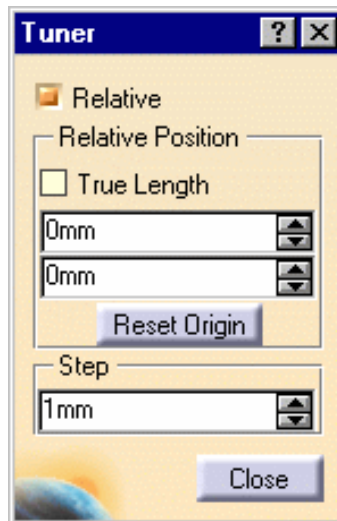 Tuner
Relative
Relative Position
True Length
0mm
0mm
Reset Origin
Step
1mm
Close